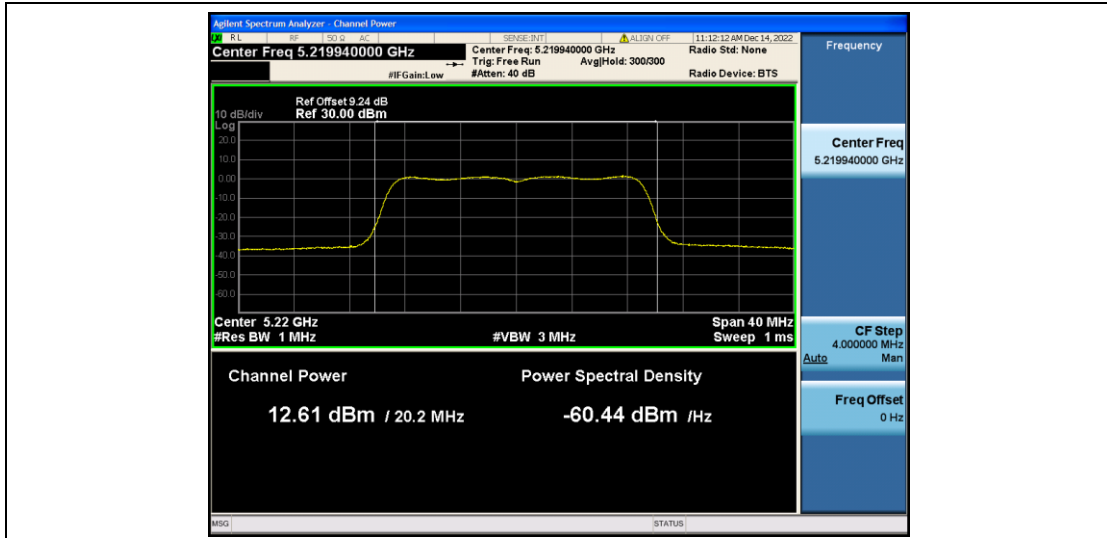 Agilent Spectrum Analyzer - Channel Power
RL RF 50 Ω AC SENSE:INT ALIGN OFF 11:12:12 AM Dec 14, 2022
Center Freq 5.219940000 GHz
Center Freq: 5.219940000 GHz Radio Std: None
Trig: Free Run Avg|Hold: 300/300
#IFGain:Low #Atten: 40 dB Radio Device: BTS
Ref Offset 9.24 dB
10 dB/div Ref 30.00 dBm
Log
20.0
10.0
0.00
-10.0
-20.0
-30.0
-40.0
-50.0
-60.0
Center 5.22 GHz Span 40 MHz
#Res BW 1 MHz #VBW 3 MHz Sweep 1 ms
Channel Power Power Spectral Density
12.61 dBm / 20.2 MHz -60.44 dBm /Hz
MSG STATUS
Frequency
Center Freq
5.219940000 GHz
CF Step
4.000000 MHz
Auto Man
Freq Offset
0 Hz